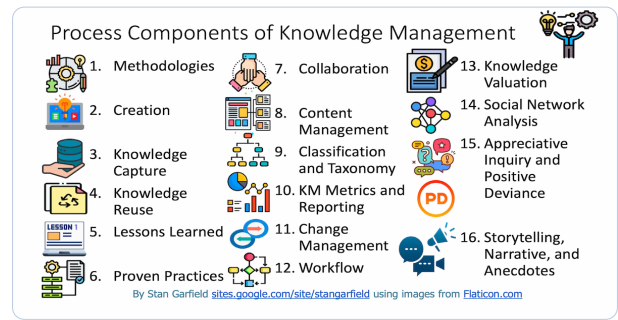 Process Components of Knowledge Management
1. Methodologies
2. Creation
3. Knowledge
Capture
4. Knowledge
Reuse
LESSON 1
5. Lessons Learned
6. Proven Practices
7. Collaboration
8. Content
Management
9. Classification
and Taxonomy
10. KM Metrics and
Reporting
11. Change
Management
12. Workflow
$
13. Knowledge
Valuation
14. Social Network
Analysis
15. Appreciative
Inquiry and
Positive
Deviance
PD
16. Storytelling,
Narrative, and
Anecdotes
By Stan Garfield sites.google.com/site/stangarfield using images from Flaticon.com